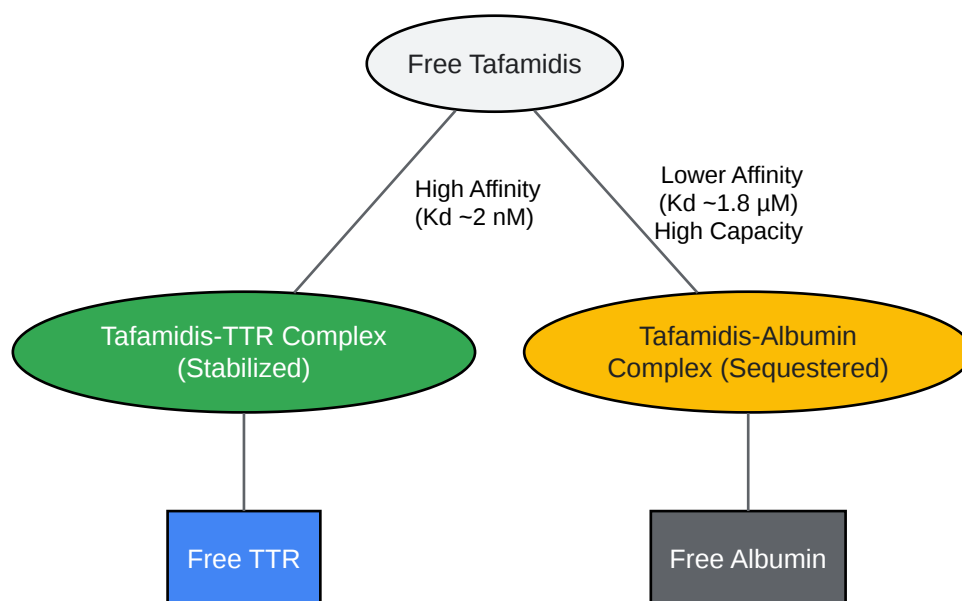 Free Tafamidis
High Affinity
(Kd ~2 nM)
Lower Affinity
(Kd ~1.8 µM)
High Capacity
Tafamidis-TTR Complex
(Stabilized)
Tafamidis-Albumin
Complex (Sequestered)
Free TTR
Free Albumin